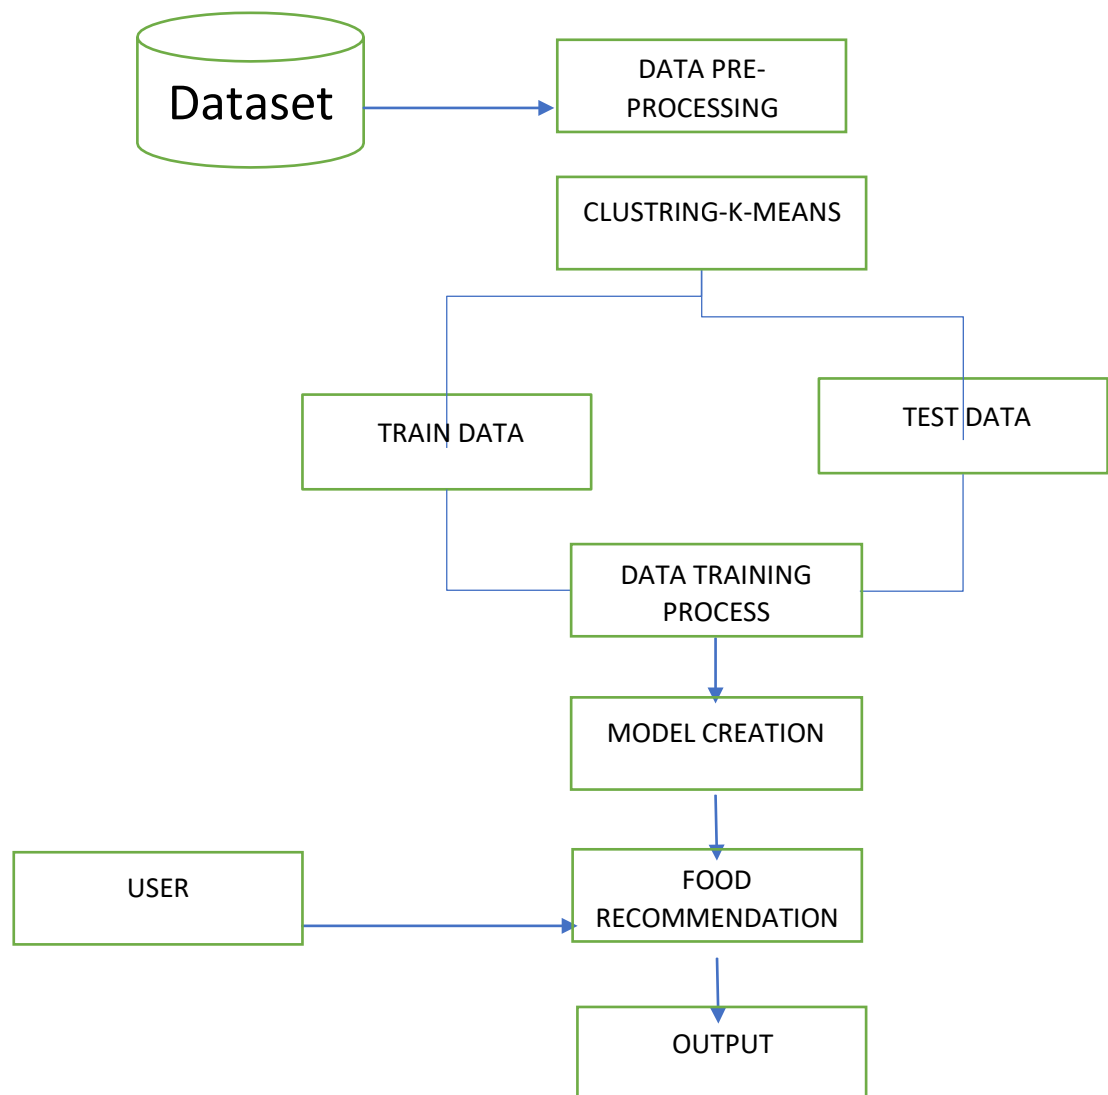 Dataset
DATA PRE-
PROCESSING
CLUSTRING-K-MEANS
TRAIN DATA
TEST DATA
DATA TRAINING
PROCESS
MODEL CREATION
USER
FOOD
RECOMMENDATION
OUTPUT